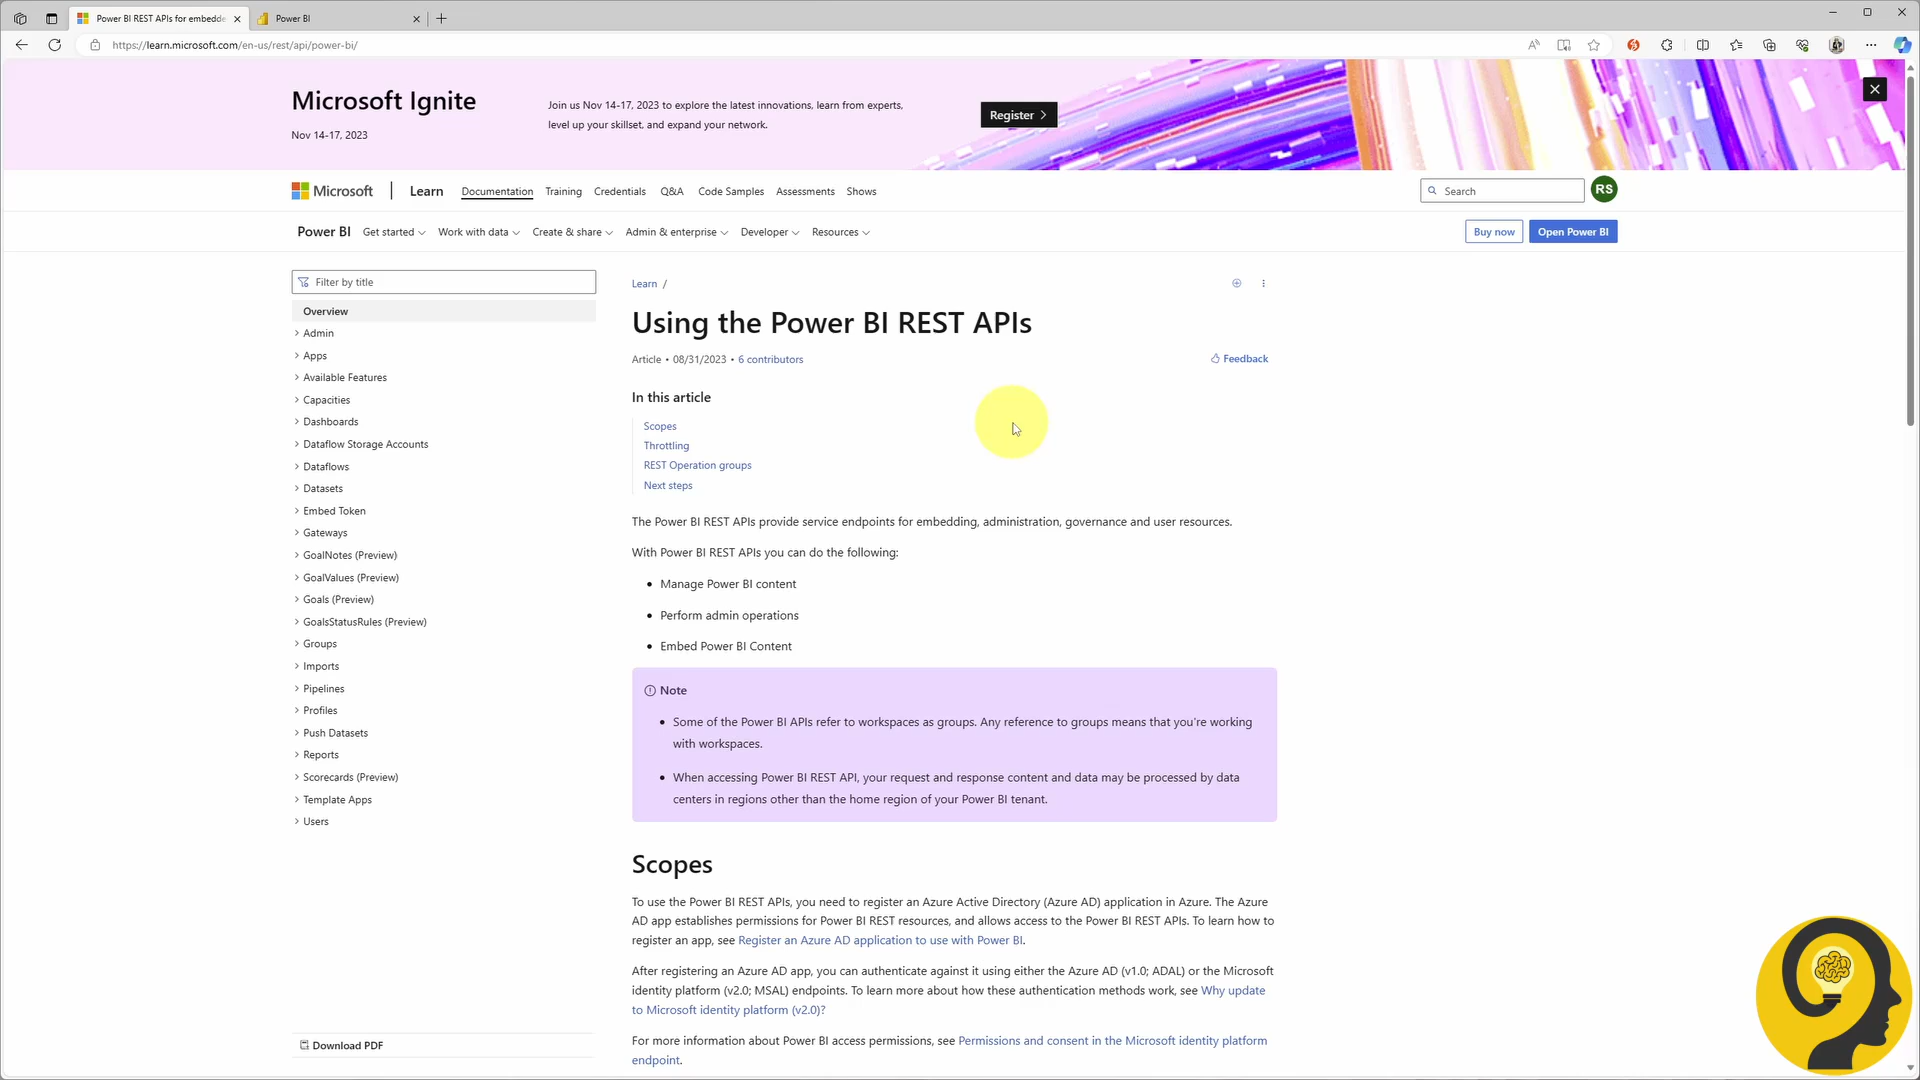 Power BI REST APIs for embedde
Power BI
https://learn.microsoft.com/en-us/rest/api/power-bi/
Microsoft Ignite
Nov 14-17, 2023
Join us Nov 14-17, 2023 to explore the latest innovations, learn from experts,
level up your skillset, and expand your network.
Register
Microsoft
Learn
Documentation
Training
Credentials
Q&A
Code Samples
Assessments
Shows
Search
RS
Power BI
Get started
Work with data
Create & share
Admin & enterprise
Developer
Resources
Buy now
Open Power BI
Filter by title
Overview
Admin
Apps
Available Features
Capacities
Dashboards
Dataflow Storage Accounts
Dataflows
Datasets
Embed Token
Gateways
GoalNotes (Preview)
GoalValues (Preview)
Goals (Preview)
GoalsStatusRules (Preview)
Groups
Imports
Pipelines
Profiles
Push Datasets
Reports
Scorecards (Preview)
Template Apps
Users
Download PDF
Learn /
Using the Power BI REST APIs
Article • 08/31/2023 • 6 contributors
Feedback
In this article
Scopes
Throttling
REST Operation groups
Next steps
The Power BI REST APIs provide service endpoints for embedding, administration, governance and user resources.
With Power BI REST APIs you can do the following:
• Manage Power BI content
• Perform admin operations
• Embed Power BI Content
Note
• Some of the Power BI APIs refer to workspaces as groups. Any reference to groups means that you're working
with workspaces.
• When accessing Power BI REST API, your request and response content and data may be processed by data
centers in regions other than the home region of your Power BI tenant.
Scopes
To use the Power BI REST APIs, you need to register an Azure Active Directory (Azure AD) application in Azure. The Azure
AD app establishes permissions for Power BI REST resources, and allows access to the Power BI REST APIs. To learn how to
register an app, see Register an Azure AD application to use with Power BI.
After registering an Azure AD app, you can authenticate against it using either the Azure AD (v1.0; ADAL) or the Microsoft
identity platform (v2.0; MSAL) endpoints. To learn more about how these authentication methods work, see Why update
to Microsoft identity platform (v2.0)?
For more information about Power BI access permissions, see Permissions and consent in the Microsoft identity platform
endpoint.